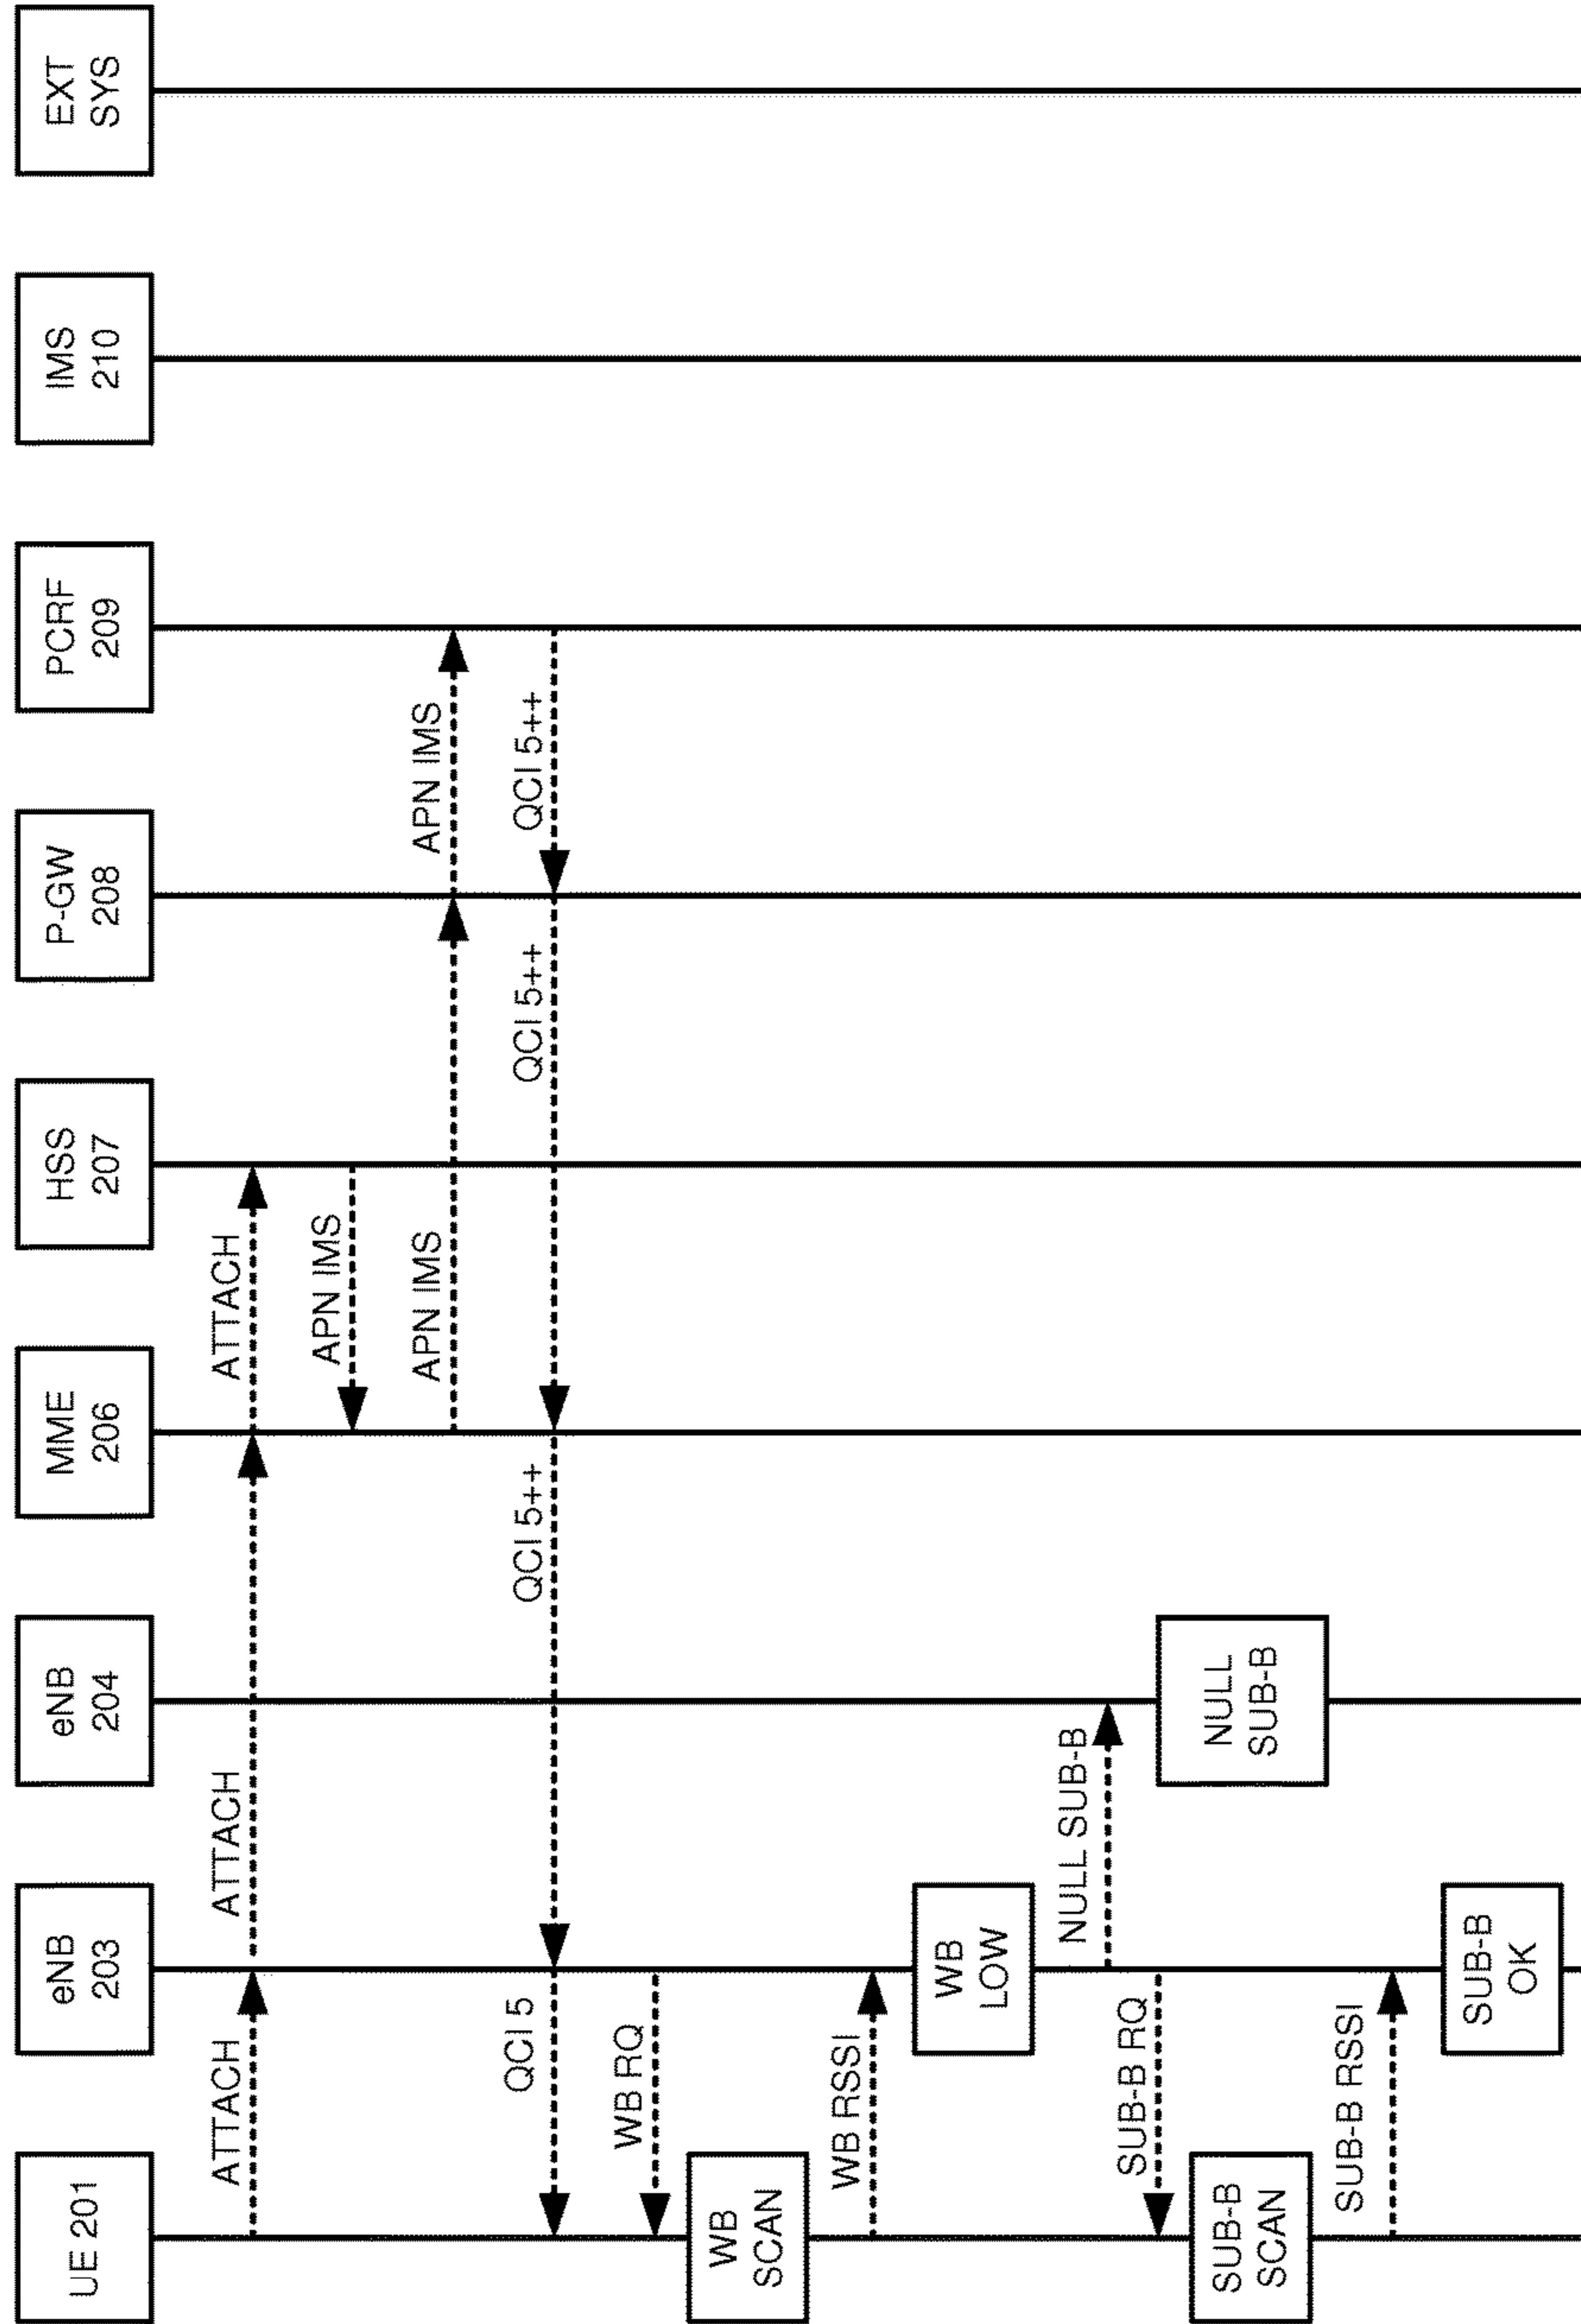 UE 201
eNB
203
eNB
204
MME
206
HSS
207
P-GW
208
PCRF
209
IMS
210
EXT
SYS
ATTACH
ATTACH
ATTACH
APN IMS
APN IMS
APN IMS
QCI 5
QCI 5++
QCI 5++
QCI 5++
WB RQ
WB
SCAN
WB RSSI
WB
LOW
NULL SUB-B
SUB-B RQ
NULL
SUB-B
SUB-B
SCAN
SUB-B RSSI
SUB-B
OK